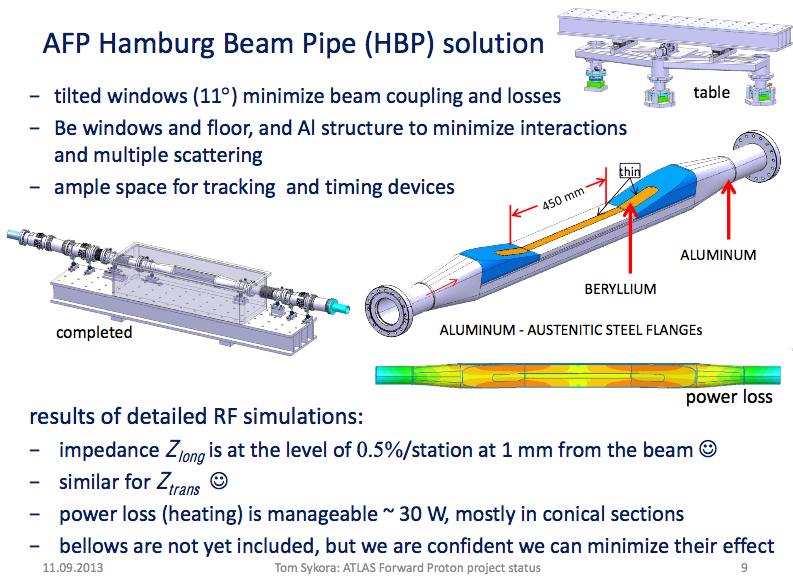 AFP Hamburg Beam Pipe (HBP) solution
table
– tilted windows (11°) minimize beam coupling and losses
– Be windows and floor, and Al structure to minimize interactions
and multiple scattering
– ample space for tracking and timing devices
thin
450 mm
ALUMINUM
BERYLLIUM
completed
ALUMINUM - AUSTENITIC STEEL FLANGEs
power loss
results of detailed RF simulations:
– impedance Zlong is at the level of 0.5%/station at 1 mm from the beam ☺
– similar for Ztrans ☺
– power loss (heating) is manageable ~ 30 W, mostly in conical sections
– bellows are not yet included, but we are confident we can minimize their effect
11.09.2013
Tom Sykora: ATLAS Forward Proton project status
9